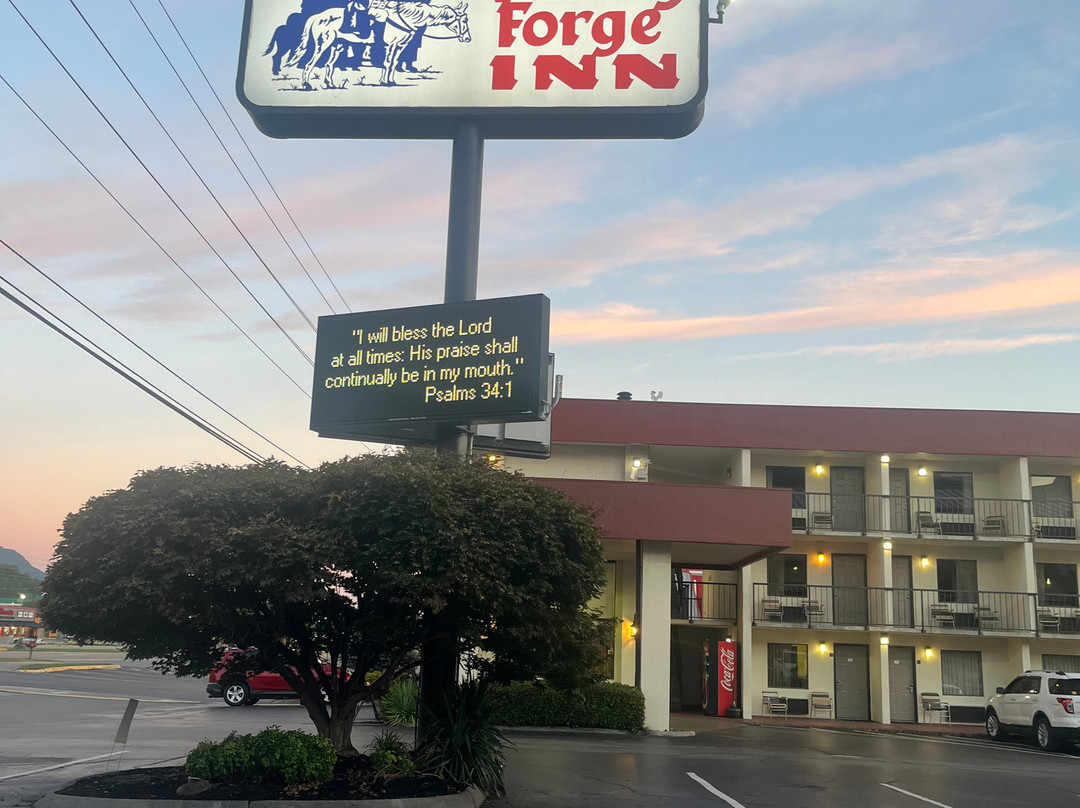 Forge
INN
"I will bless the Lord
at all times: His praise shall
continually be in my mouth."
Psalms 34:1
Coca-Cola